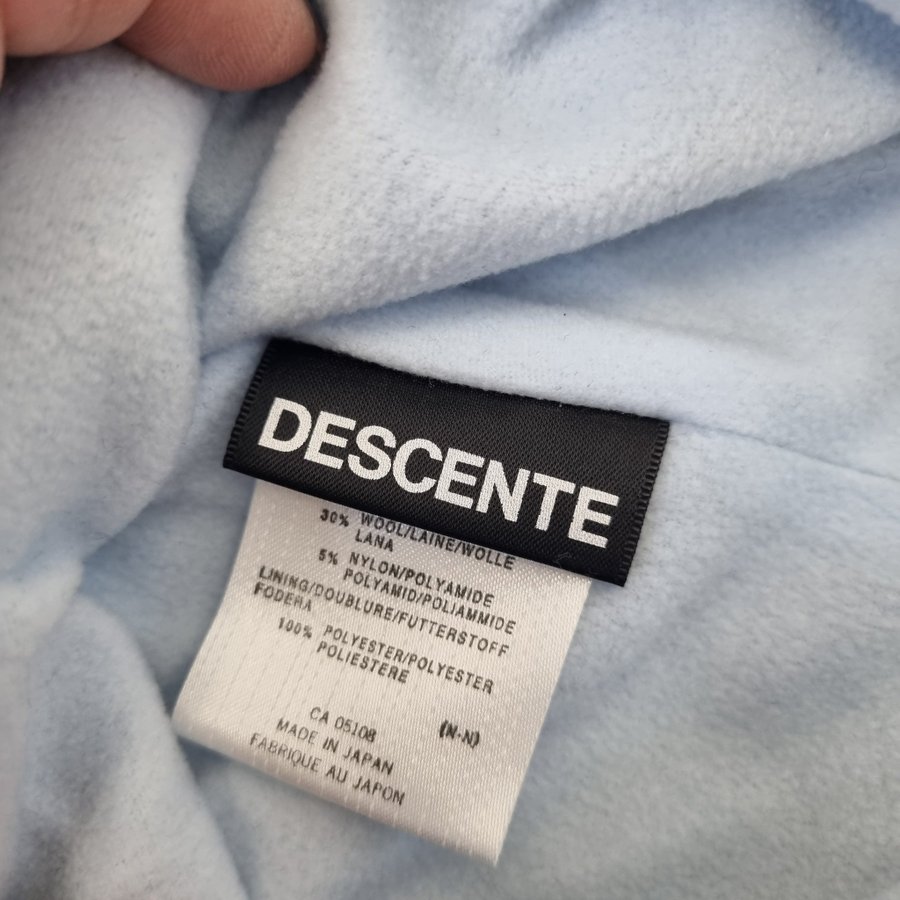 DESCENTE
30% WOOL/LAINE/WOLLE
LANA
5% NYLON/POLYAMIDE
POLYAMID/POLIAMMIDE
LINING/DOUBLURE/FUTTERSTOFF
FODERA
100% POLYESTER/POLYESTER
POLIESTERE
CA 05108 (N-N)
MADE IN JAPAN
FABRIQUE AU JAPON